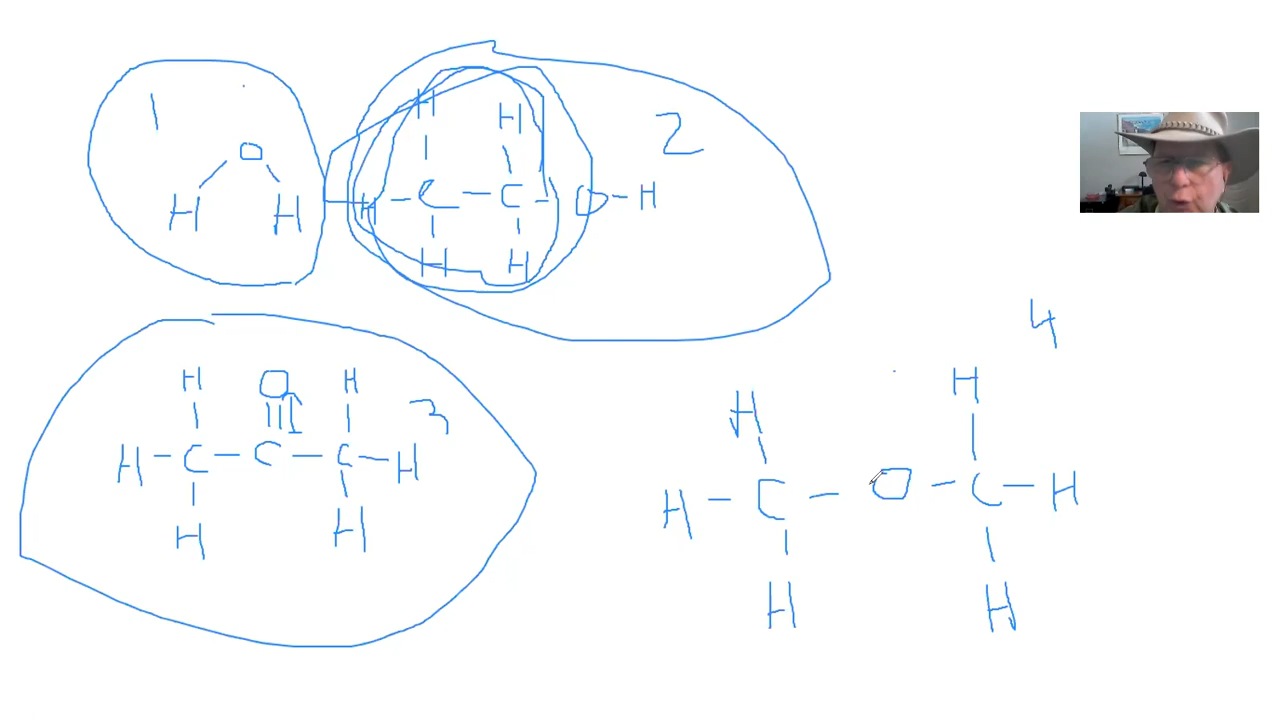 1
O
H H
2
H H
H - C - C - O - H
H H
3
H O H
H - C - C - C - H
H H
4
H H
H - C - O - C - H
H H